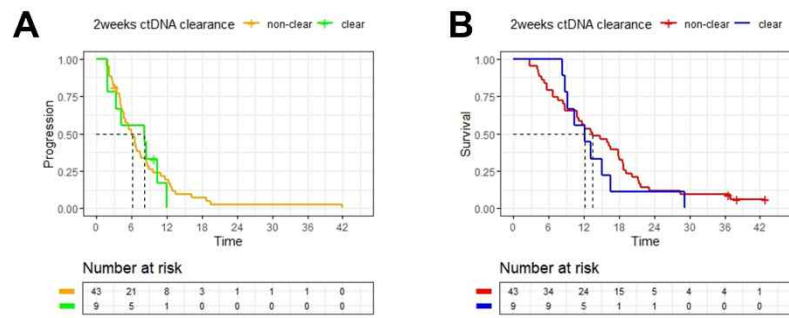 A
2weeks ctDNA clearance non-clear clear
Progression
1.00
0.75
0.50
0.25
0.00
0 6 12 18 24 30 36 42
Time
Number at risk
43 21 8 3 1 1 1 0
9 5 1 0 0 0 0 0
B
2weeks ctDNA clearance non-clear clear
Survival
1.00
0.75
0.50
0.25
0.00
0 6 12 18 24 30 36 42
Time
Number at risk
43 34 24 15 5 4 4 1
9 9 5 1 1 0 0 0